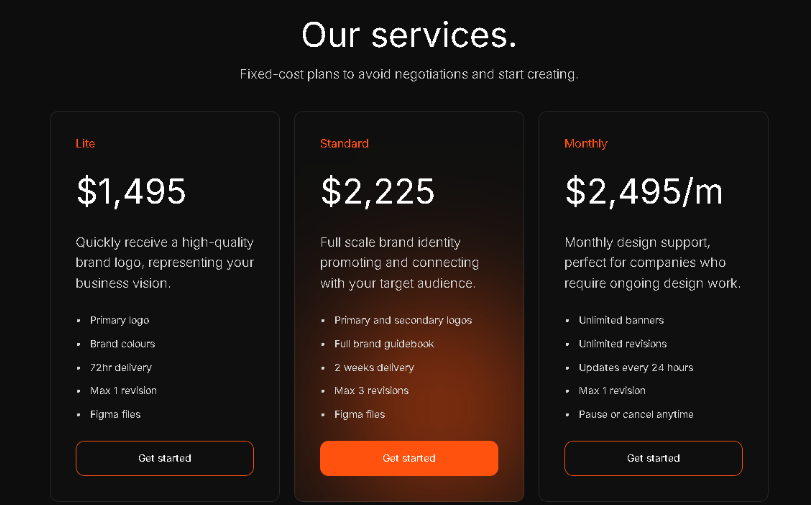 Our services.
Fixed-cost plans to avoid negotiations and start creating.
Lite
$1,495
Quickly receive a high-quality
brand logo, representing your
business vision.
• Primary logo
• Brand colours
• 72hr delivery
• Max 1 revision
• Figma files
Get started
Standard
$2,225
Full scale brand identity
promoting and connecting
with your target audience.
• Primary and secondary logos
• Full brand guidebook
• 2 weeks delivery
• Max 3 revisions
• Figma files
Get started
Monthly
$2,495/m
Monthly design support,
perfect for companies who
require ongoing design work.
• Unlimited banners
• Unlimited revisions
• Updates every 24 hours
• Max 1 revision
• Pause or cancel anytime
Get started